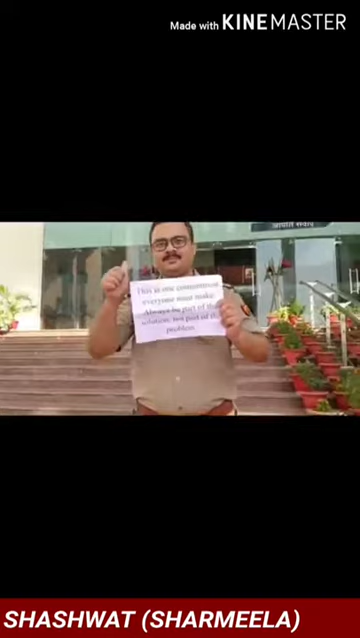 Made with KINEMASTER
आपात सेवाएं
This is one commitment
everyone must make
Always be part of the
solution, not part of the
problem.
SHASHWAT (SHARMEELA)